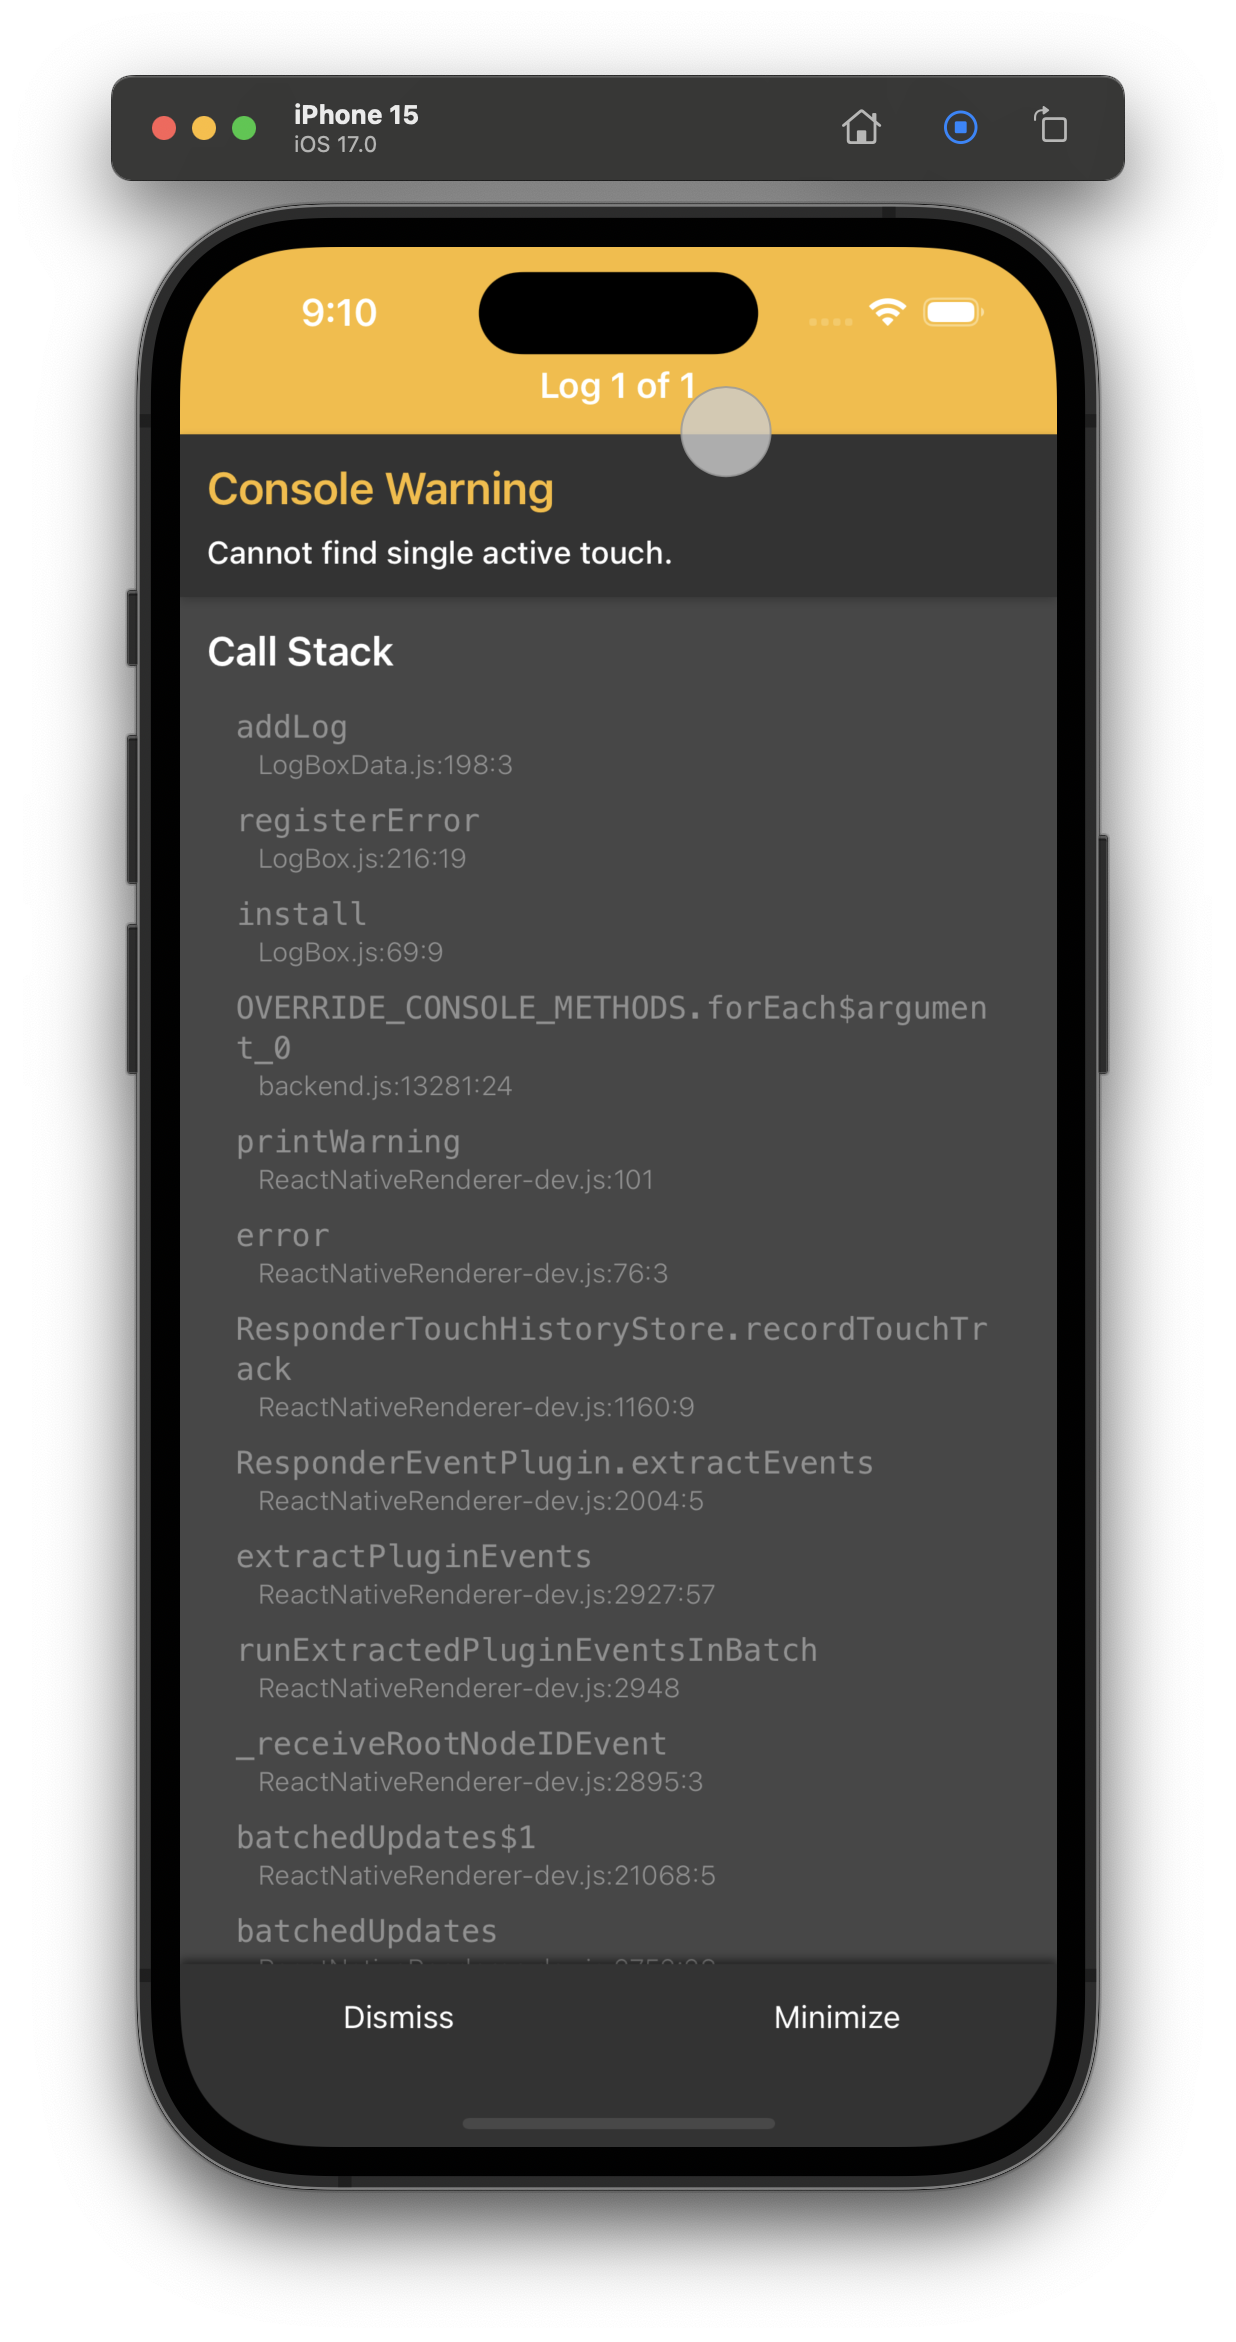 iPhone 15
iOS 17.0
9:10
Log 1 of 1
Console Warning
Cannot find single active touch.
Call Stack
addLog
LogBoxData.js:198:3
registerError
LogBox.js:216:19
install
LogBox.js:69:9
OVERRIDE_CONSOLE_METHODS.forEach$argumen
t_0
backend.js:13281:24
printWarning
ReactNativeRenderer-dev.js:101
error
ReactNativeRenderer-dev.js:76:3
ResponderTouchHistoryStore.recordTouchTr
ack
ReactNativeRenderer-dev.js:1160:9
ResponderEventPlugin.extractEvents
ReactNativeRenderer-dev.js:2004:5
extractPluginEvents
ReactNativeRenderer-dev.js:2927:57
runExtractedPluginEventsInBatch
ReactNativeRenderer-dev.js:2948
_receiveRootNodeIDEvent
ReactNativeRenderer-dev.js:2895:3
batchedUpdates$1
ReactNativeRenderer-dev.js:21068:5
batchedUpdates
Dismiss
Minimize